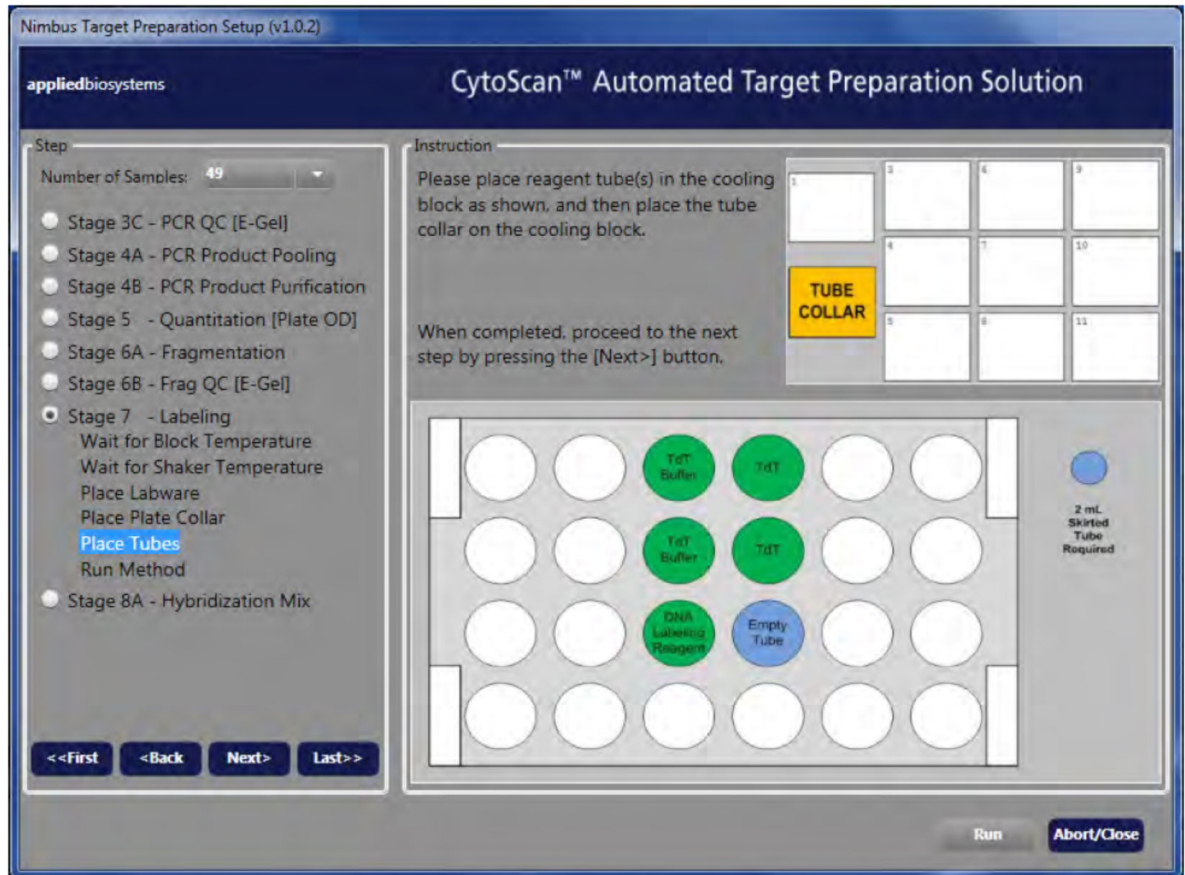 Nimbus Target Preparation Setup (v1.0.2)
appliedbiosystems
CytoScan™ Automated Target Preparation Solution
Step
Number of Samples: 49
Stage 3C - PCR QC [E-Gel]
Stage 4A - PCR Product Pooling
Stage 4B - PCR Product Purification
Stage 5 - Quantitation [Plate OD]
Stage 6A - Fragmentation
Stage 6B - Frag QC [E-Gel]
Stage 7 - Labeling
Wait for Block Temperature
Wait for Shaker Temperature
Place Labware
Place Plate Collar
Place Tubes
Run Method
Stage 8A - Hybridization Mix
<<First
<Back
Next>
Last>>
Instruction
Please place reagent tube(s) in the cooling
block as shown, and then place the tube
collar on the cooling block.
When completed, proceed to the next
step by pressing the [Next>] button.
1
TUBE
COLLAR
3
9
4
7
10
5
8
11
TdT
Buffer
TdT
TdT
Buffer
TdT
DNA
Labeling
Reagent
Empty
Tube
2 mL
Skirted
Tube
Required
Run
Abort/Close